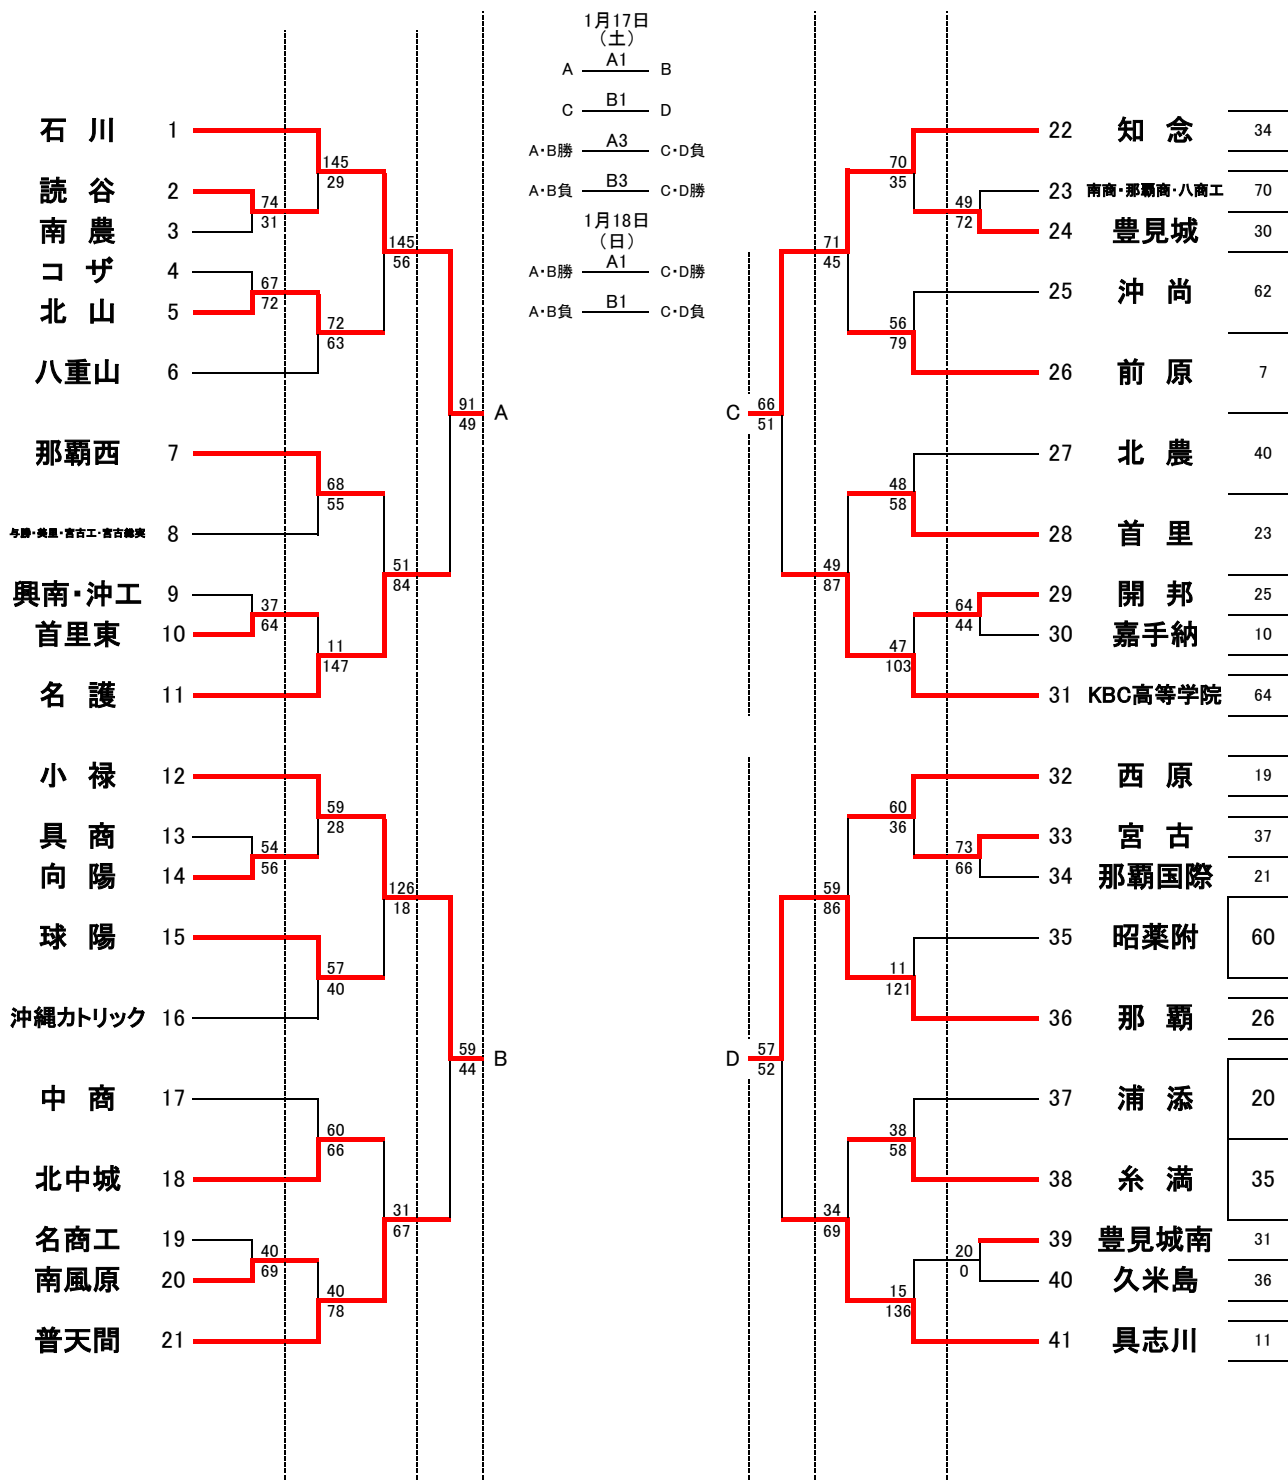 1月17日
(土)
A A1 B
C B1 D
A・B勝 A3 C・D負
A・B負 B3 C・D勝
1月18日
(日)
A・B勝 A1 C・D勝
A・B負 B1 C・D負
石川 1
145
29
読谷 2
74
31
南農 3
145
56
コザ 4
67
72
北山 5
72
63
八重山 6
91
49
A
那覇西 7
68
55
与勝・美里・宮古工・宮古総実 8
51
84
興南・沖工 9
37
64
首里東 10
11
147
名護 11
小禄 12
59
28
具商 13
54
56
向陽 14
126
18
球陽 15
57
40
沖縄カトリック 16
59
44
B
中商 17
60
66
北中城 18
31
67
名商工 19
40
69
南風原 20
40
78
普天間 21
22 知念 34
70
35
23 南商・那覇商・八商工 70
49
72
24 豊見城 30
71
45
25 沖尚 62
56
79
26 前原 7
C
66
51
27 北農 40
48
58
28 首里 23
49
87
29 開邦 25
64
44
30 嘉手納 10
47
103
31 KBC高等学院 64
32 西原 19
60
36
33 宮古 37
73
66
34 那覇国際 21
59
86
35 昭薬附 60
11
121
36 那覇 26
D
57
52
37 浦添 20
38
58
38 糸満 35
34
69
39 豊見城南 31
20
0
40 久米島 36
15
136
41 具志川 11